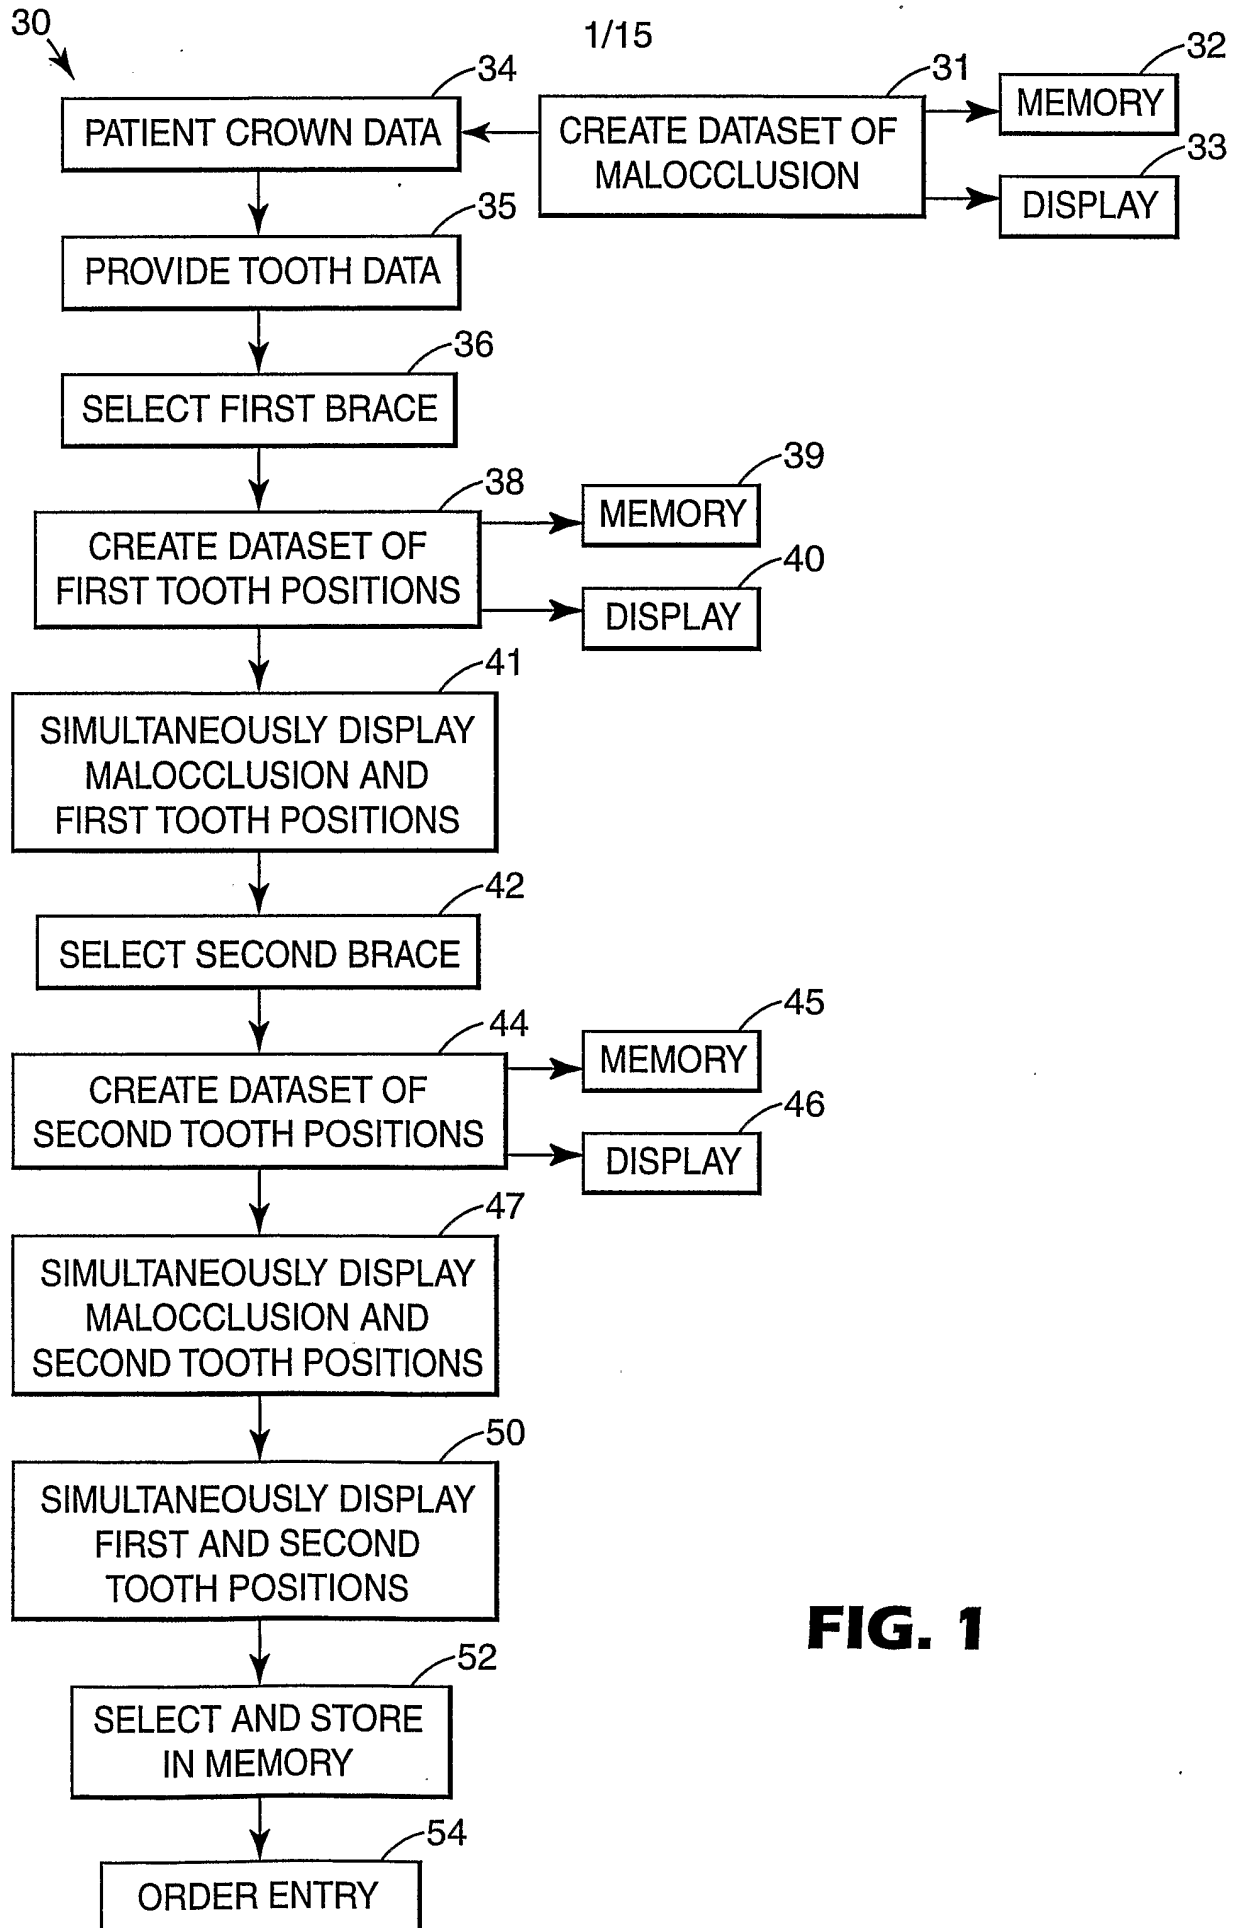 1/15
30
34
PATIENT CROWN DATA
31
CREATE DATASET OF
MALOCCLUSION
32
MEMORY
33
DISPLAY
35
PROVIDE TOOTH DATA
36
SELECT FIRST BRACE
38
CREATE DATASET OF
FIRST TOOTH POSITIONS
39
MEMORY
40
DISPLAY
41
SIMULTANEOUSLY DISPLAY
MALOCCLUSION AND
FIRST TOOTH POSITIONS
42
SELECT SECOND BRACE
44
CREATE DATASET OF
SECOND TOOTH POSITIONS
45
MEMORY
46
DISPLAY
47
SIMULTANEOUSLY DISPLAY
MALOCCLUSION AND
SECOND TOOTH POSITIONS
50
SIMULTANEOUSLY DISPLAY
FIRST AND SECOND
TOOTH POSITIONS
52
SELECT AND STORE
IN MEMORY
54
ORDER ENTRY
FIG. 1